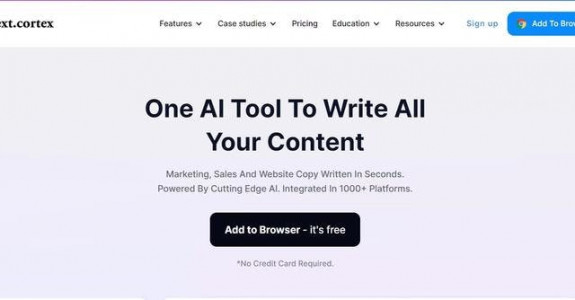 ext.cortex
Features Case studies Pricing Education Resources Sign up Add To Brow
One AI Tool To Write All
Your Content
Marketing, Sales And Website Copy Written In Seconds.
Powered By Cutting Edge AI. Integrated In 1000+ Platforms.
Add to Browser - it's free
*No Credit Card Required.